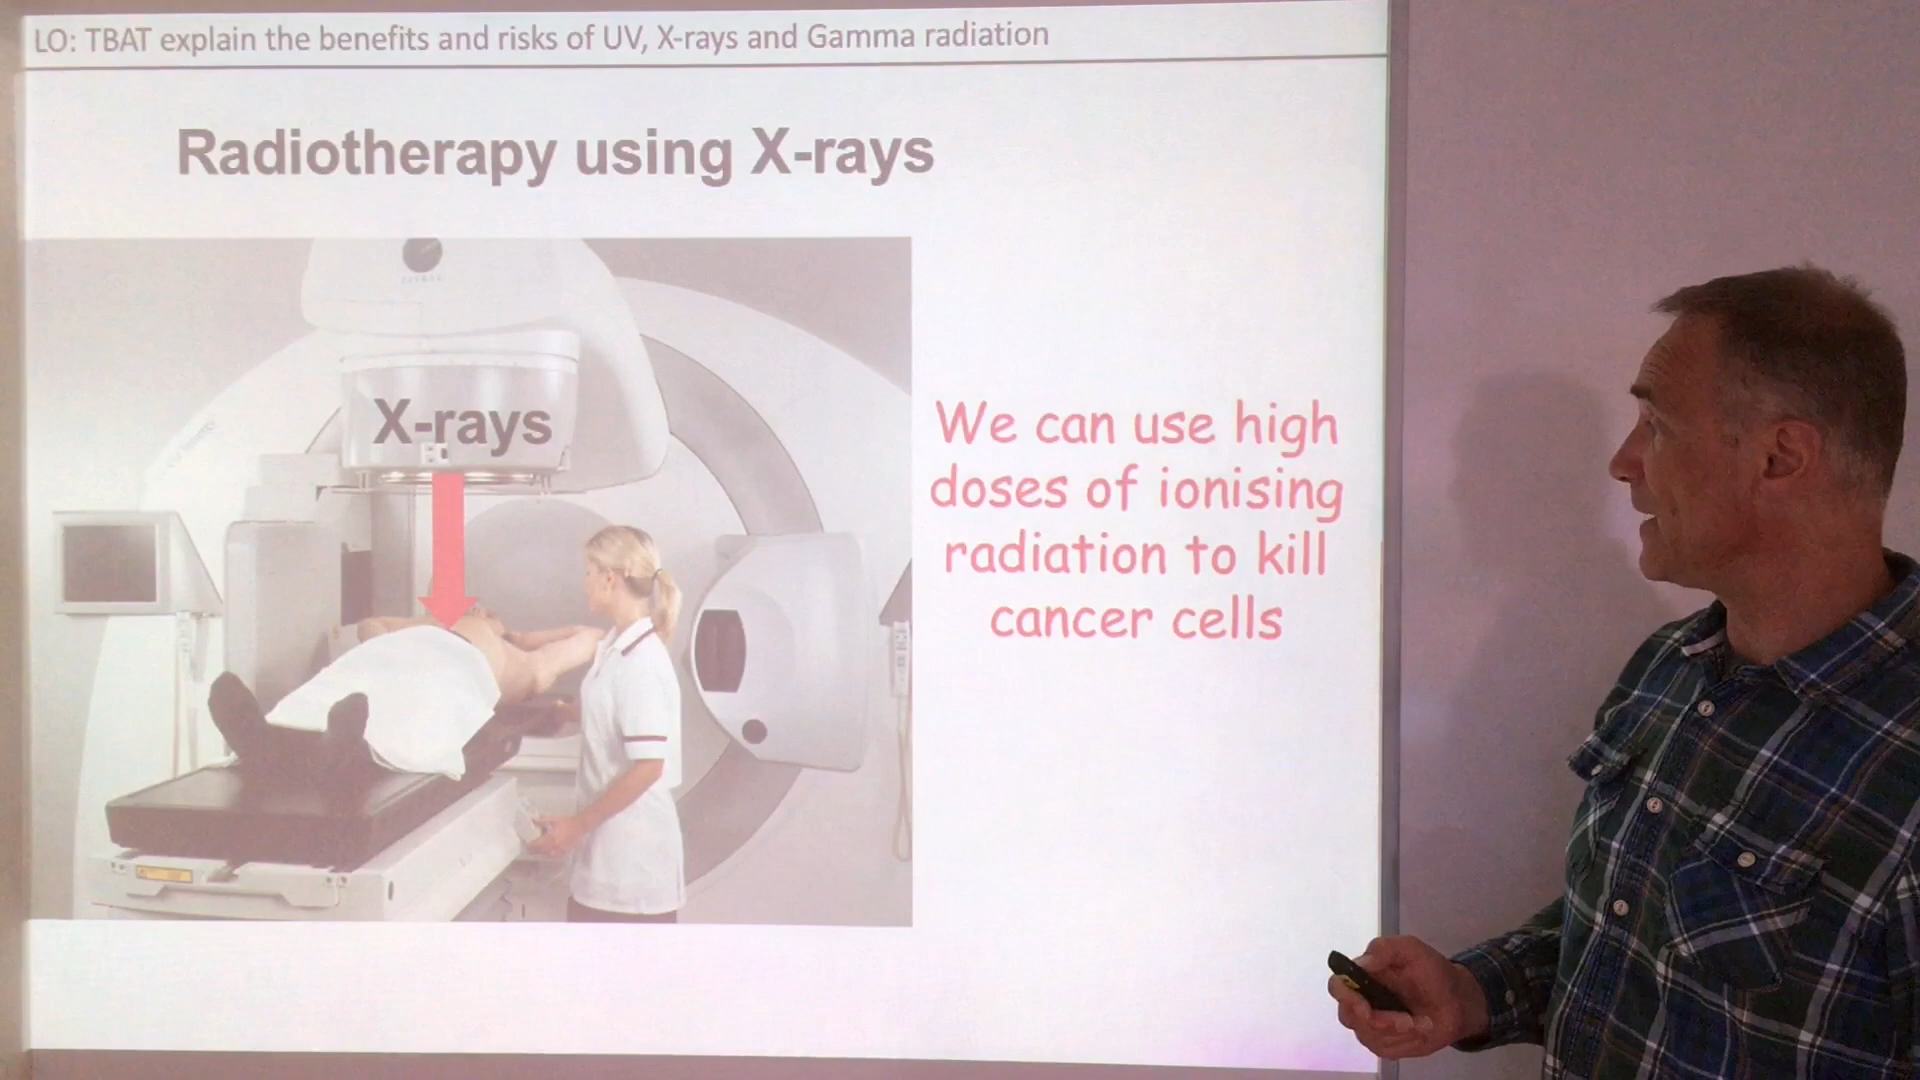 LO: TBAT explain the benefits and risks of UV, X-rays and Gamma radiation
Radiotherapy using X-rays
X-rays
We can use high
doses of ionising
radiation to kill
cancer cells